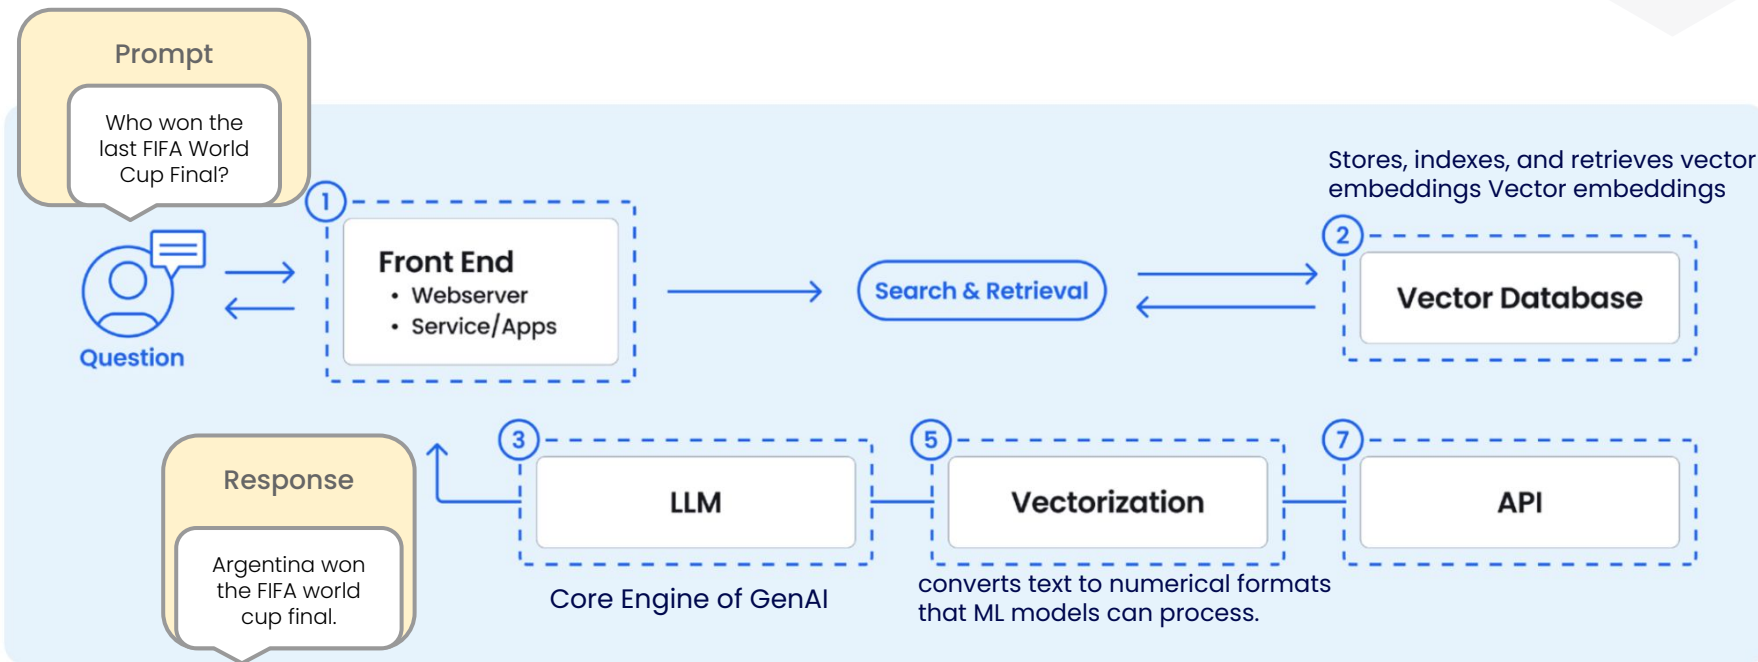 Prompt
Who won the
last FIFA World
Cup Final?
Question
1
Front End
• Webserver
• Service/Apps
Search & Retrieval
Stores, indexes, and retrieves vector
embeddings Vector embeddings
2
Vector Database
Response
Argentina won
the FIFA world
cup final.
3
LLM
Core Engine of GenAI
5
Vectorization
converts text to numerical formats
that ML models can process.
7
API